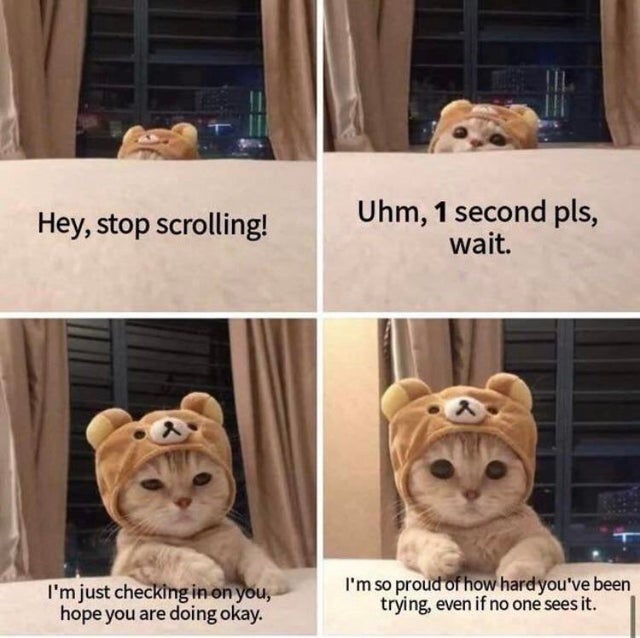 Hey, stop scrolling!
Uhm, 1 second pls,
wait.
I'm just checking in on you,
hope you are doing okay.
I'm so proud of how hard you've been
trying, even if no one sees it.